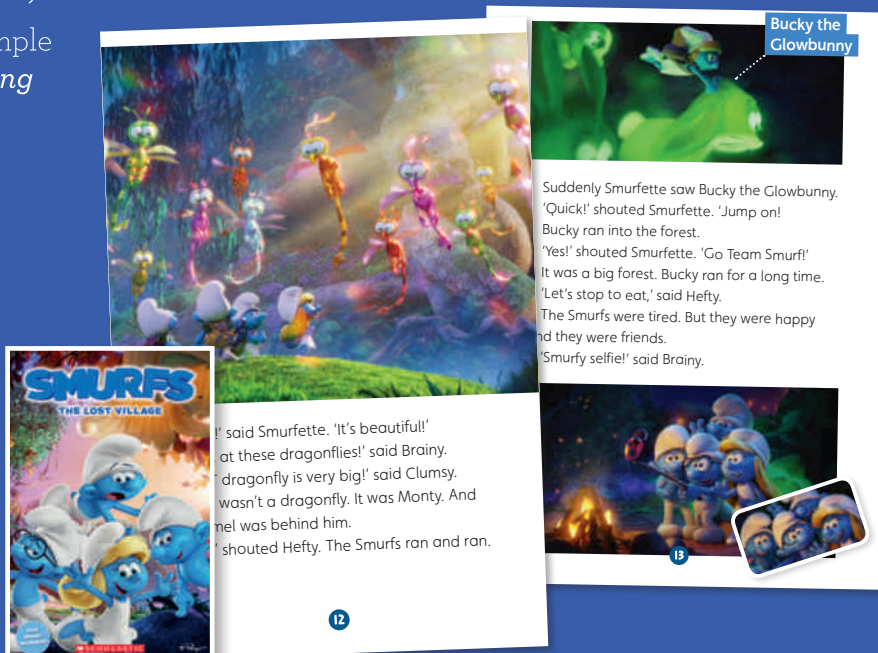 mple
ng
Bucky the
Glowbunny
Suddenly Smurfette saw Bucky the Glowbunny.
'Quick!' shouted Smurfette. 'Jump on!
Bucky ran into the forest.
'Yes!' shouted Smurfette. 'Go Team Smurf!'
It was a big forest. Bucky ran for a long time.
'Let's stop to eat,' said Hefty.
The Smurfs were tired. But they were happy
nd they were friends.
'Smurfy selfie!' said Brainy.
13
!' said Smurfette. 'It's beautiful!'
at these dragonflies!' said Brainy.
dragonfly is very big!' said Clumsy.
wasn't a dragonfly. It was Monty. And
mel was behind him.
' shouted Hefty. The Smurfs ran and ran.
12
SMURFS
THE LOST VILLAGE
SCHOLASTIC